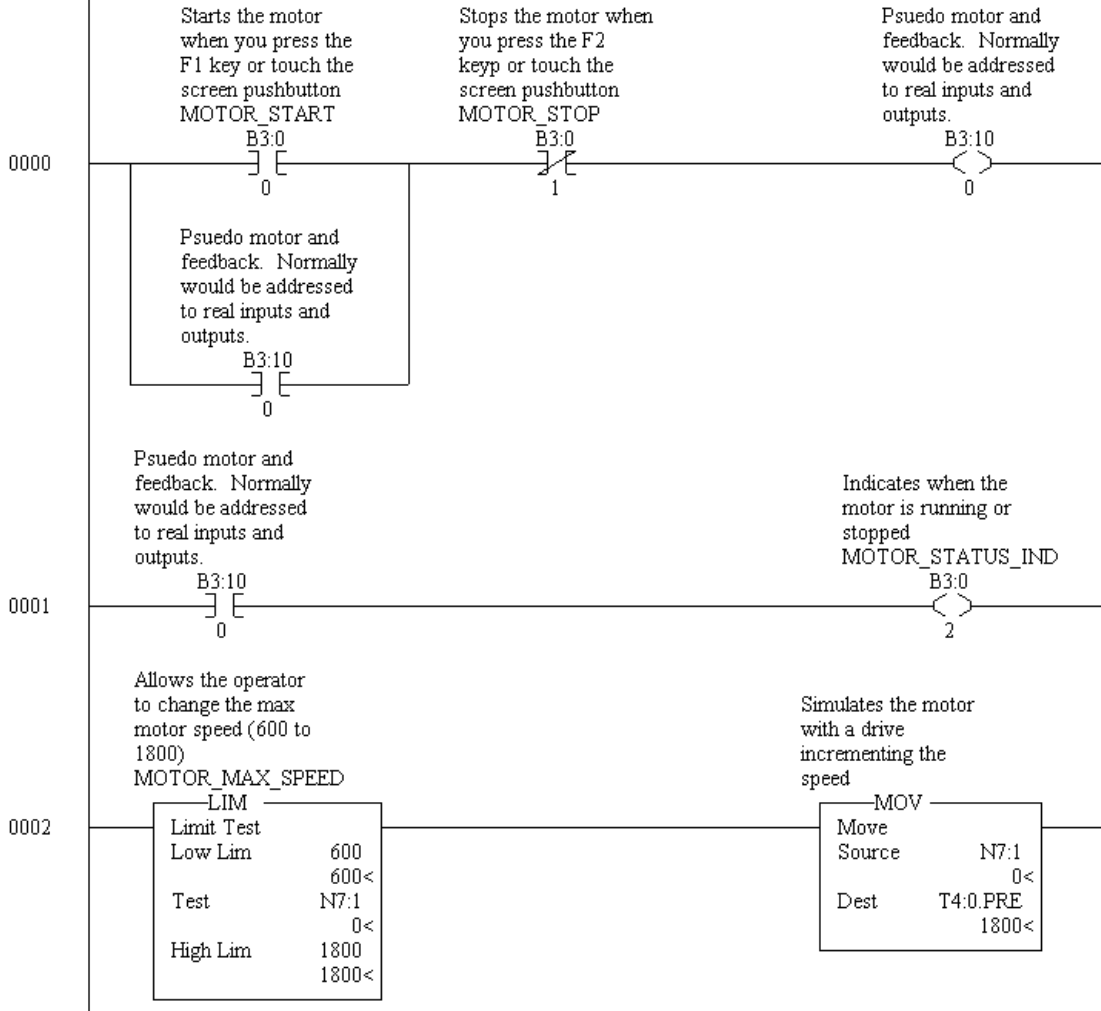 Starts the motor
when you press the
F1 key or touch the
screen pushbutton
MOTOR_START
B3:0
0
Stops the motor when
you press the F2
keyp or touch the
screen pushbutton
MOTOR_STOP
B3:0
1
Psuedo motor and
feedback. Normally
would be addressed
to real inputs and
outputs.
B3:10
0
0000
Psuedo motor and
feedback. Normally
would be addressed
to real inputs and
outputs.
B3:10
0
Psuedo motor and
feedback. Normally
would be addressed
to real inputs and
outputs.
B3:10
0
Indicates when the
motor is running or
stopped
MOTOR_STATUS_IND
B3:0
2
0001
Allows the operator
to change the max
motor speed (600 to
1800)
MOTOR_MAX_SPEED
LIM
Limit Test
Low Lim 600
600<
Test N7:1
0<
High Lim 1800
1800<
Simulates the motor
with a drive
incrementing the
speed
MOV
Move
Source N7:1
0<
Dest T4:0.PRE
1800<
0002